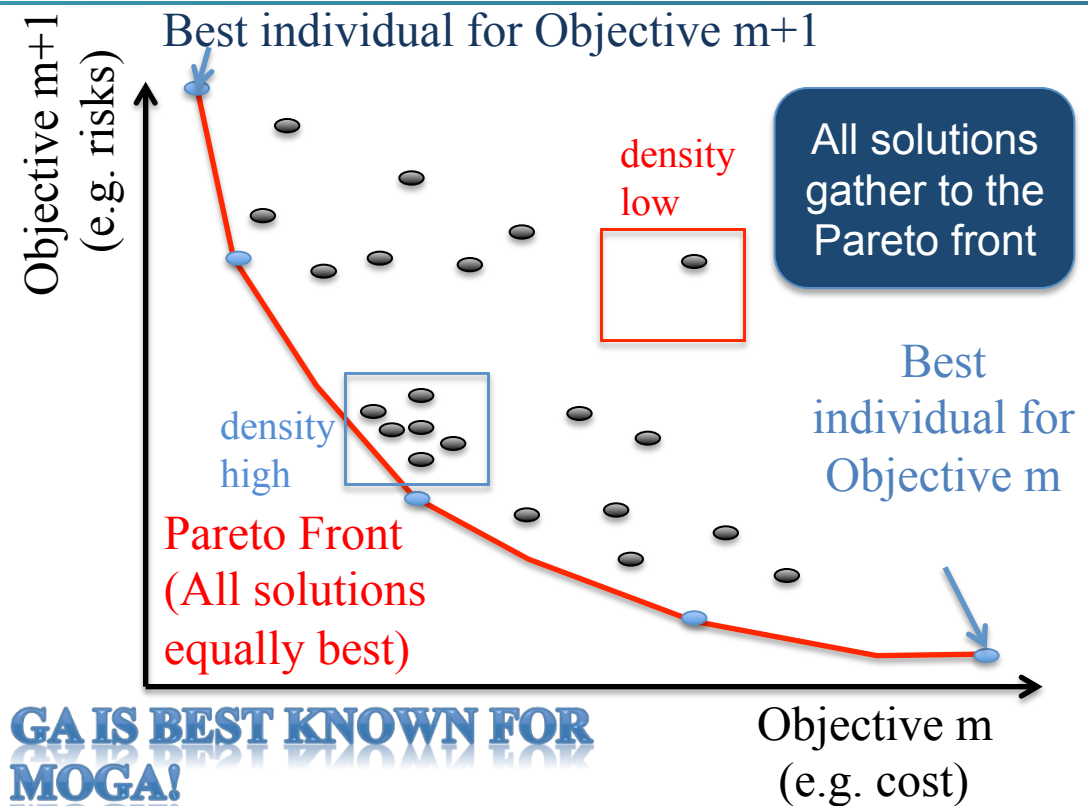 Best individual for Objective m+1
Objective m+1
(e.g. risks)
density
low
All solutions
gather to the
Pareto front
Best
individual for
Objective m
density
high
Pareto Front
(All solutions
equally best)
GA IS BEST KNOWN FOR
MOGA!
Objective m
(e.g. cost)